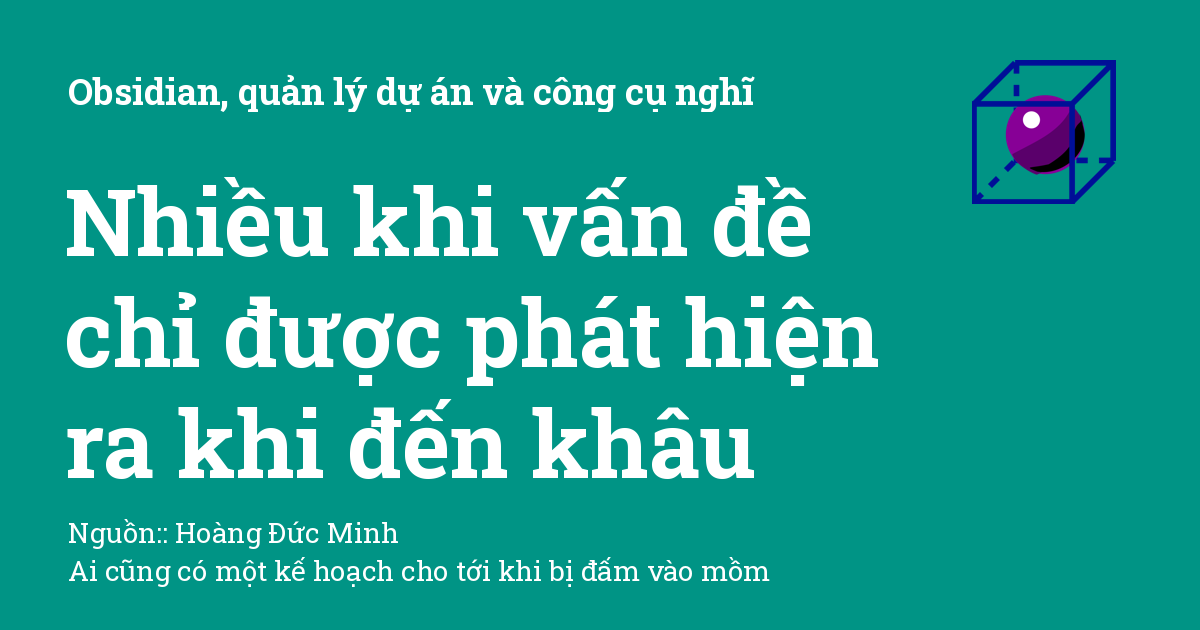 Obsidian, quản lý dự án và công cụ nghĩ
Nhiều khi vấn đề
chỉ được phát hiện
ra khi đến khâu
Nguồn:: Hoàng Đức Minh
Ai cũng có một kế hoạch cho tới khi bị đấm vào mồm